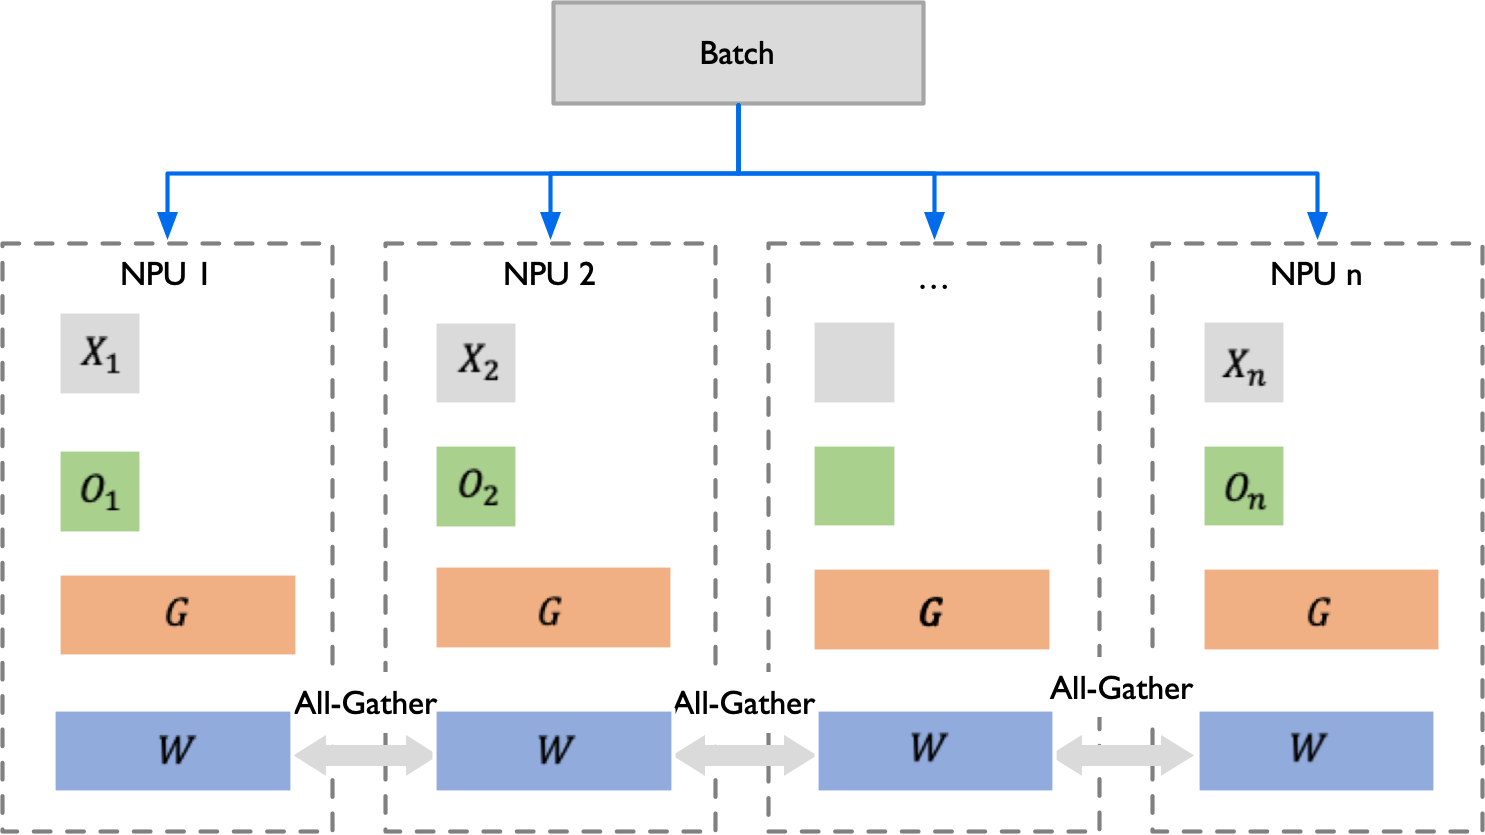 Batch
NPU 1
NPU 2
...
NPU n
X₁
X₂
Xₙ
O₁
O₂
Oₙ
G
G
G
G
All-Gather
All-Gather
All-Gather
W
W
W
W